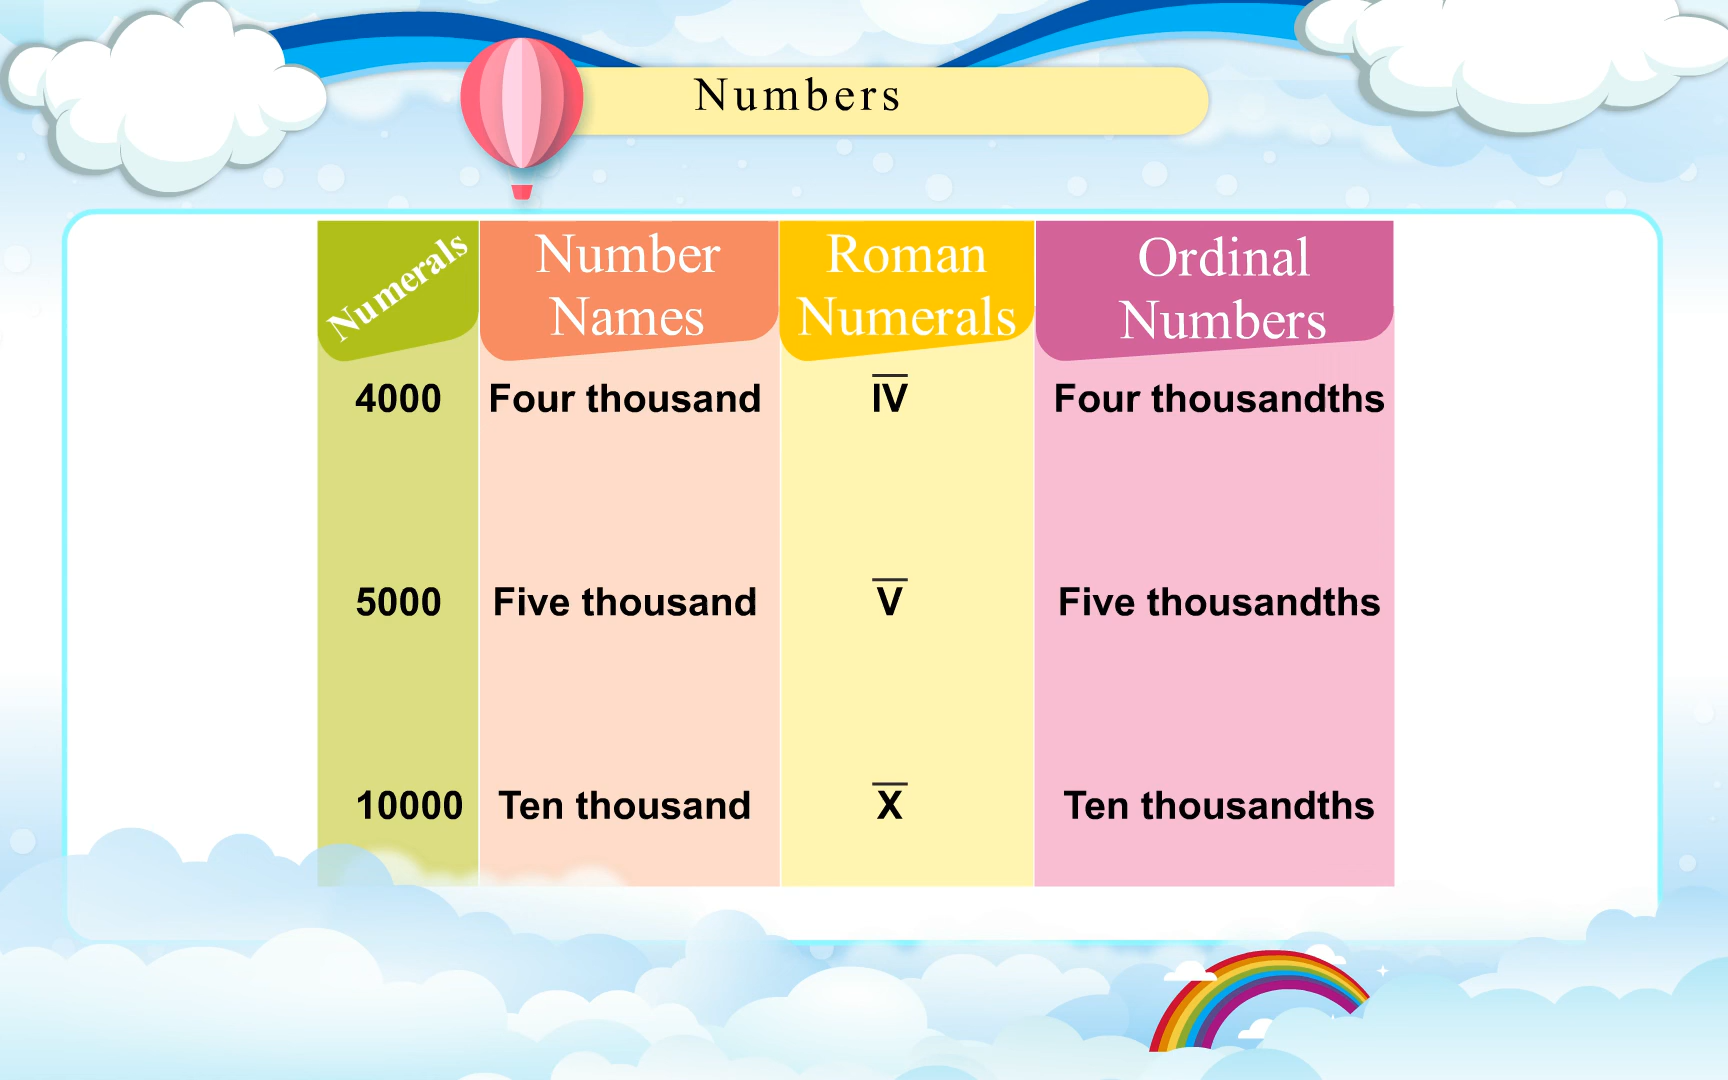 Numbers
Numerals
Number
Names
Roman
Numerals
Ordinal
Numbers
4000 Four thousand I̅V̅ Four thousandths
5000 Five thousand V̅ Five thousandths
10000 Ten thousand X̅ Ten thousandths